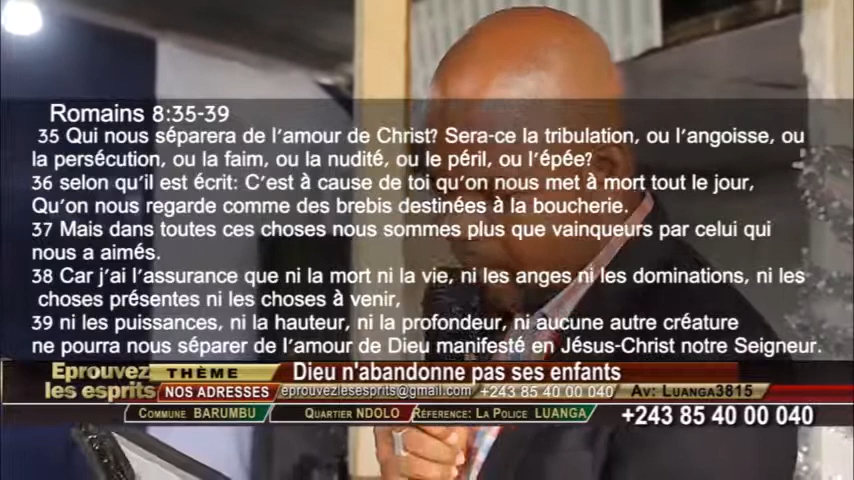 Romains 8:35-39
35 Qui nous séparera de l'amour de Christ? Sera-ce la tribulation, ou l'angoisse, ou
la persécution, ou la faim, ou la nudité, ou le péril, ou l'épée?
36 selon qu'il est écrit: C'est à cause de toi qu'on nous met à mort tout le jour,
Qu'on nous regarde comme des brebis destinées à la boucherie.
37 Mais dans toutes ces choses nous sommes plus que vainqueurs par celui qui
nous a aimés.
38 Car j'ai l'assurance que ni la mort ni la vie, ni les anges ni les dominations, ni les
choses présentes ni les choses à venir,
39 ni les puissances, ni la hauteur, ni la profondeur, ni aucune autre créature
ne pourra nous séparer de l'amour de Dieu manifesté en Jésus-Christ notre Seigneur.
Eprouvez
les esprits
THÈME
Dieu n'abandonne pas ses enfants
NOS ADRESSES
eprouvezlesesprits@gmail.com
+243 85 40 00 040
AV: LUANGA3815
COMMUNE BARUMBU
QUARTIER NDOLO
RÉFERENCE: LA POLICE LUANGA
+243 85 40 00 040